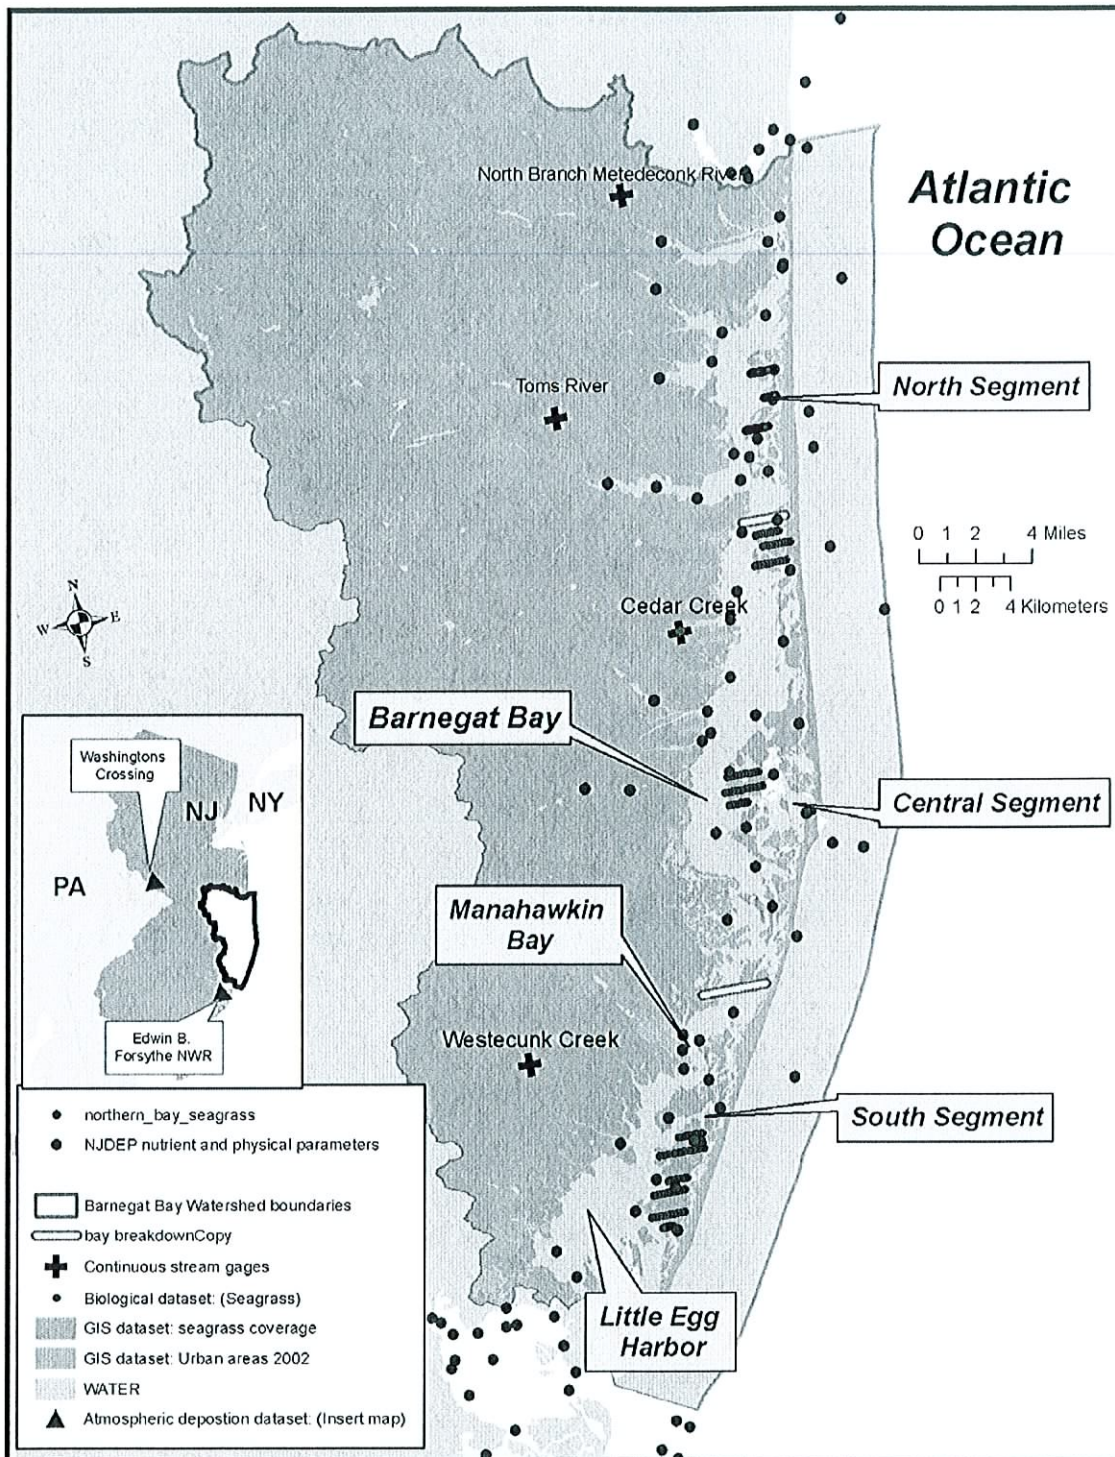 Atlantic
Ocean
North Branch Metedeconk River
North Segment
Toms River
0 1 2 4 Miles
0 1 2 4 Kilometers
N
W E
S
Cedar Creek
Barnegat Bay
Central Segment
Washingtons
Crossing
NJ
NY
PA
Edwin B.
Forsythe NWR
Manahawkin
Bay
Westecunk Creek
South Segment
Little Egg
Harbor
northern_bay_seagrass
NJDEP nutrient and physical parameters
Barnegat Bay Watershed boundaries
bay breakdownCopy
Continuous stream gages
Biological dataset: (Seagrass)
GIS dataset: seagrass coverage
GIS dataset: Urban areas 2002
WATER
Atmospheric depostion dataset: (Insert map)